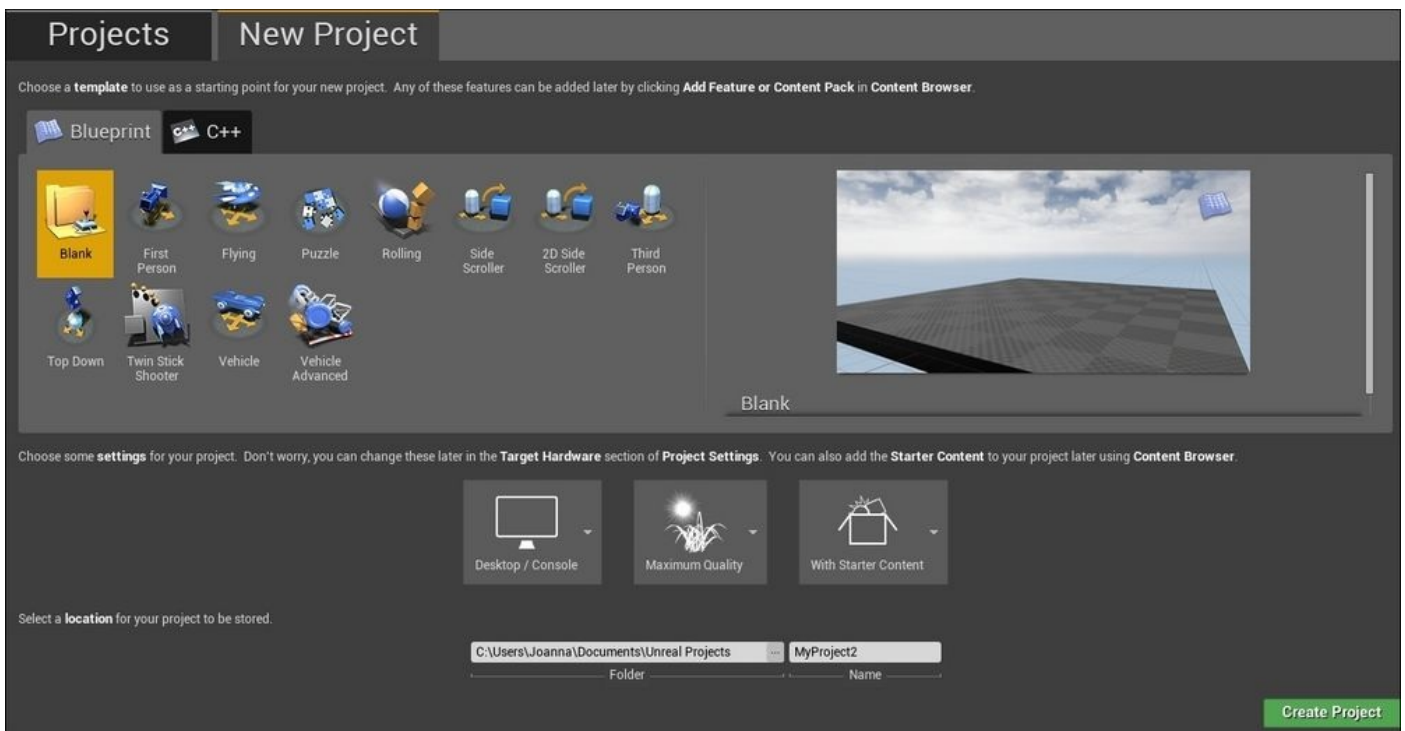 Projects
New Project
Choose a template to use as a starting point for your new project. Any of these features can be added later by clicking Add Feature or Content Pack in Content Browser.
Blueprint
C++
C++
Blank
First
Person
Flying
Puzzle
Rolling
Side
Scroller
2D Side
Scroller
Third
Person
Top Down
Twin Stick
Shooter
Vehicle
Vehicle
Advanced
Blank
Choose some settings for your project. Don't worry, you can change these later in the Target Hardware section of Project Settings. You can also add the Starter Content to your project later using Content Browser.
Desktop / Console
Maximum Quality
With Starter Content
Select a location for your project to be stored.
C:\Users\Joanna\Documents\Unreal Projects
...
MyProject2
Folder
Name
Create Project